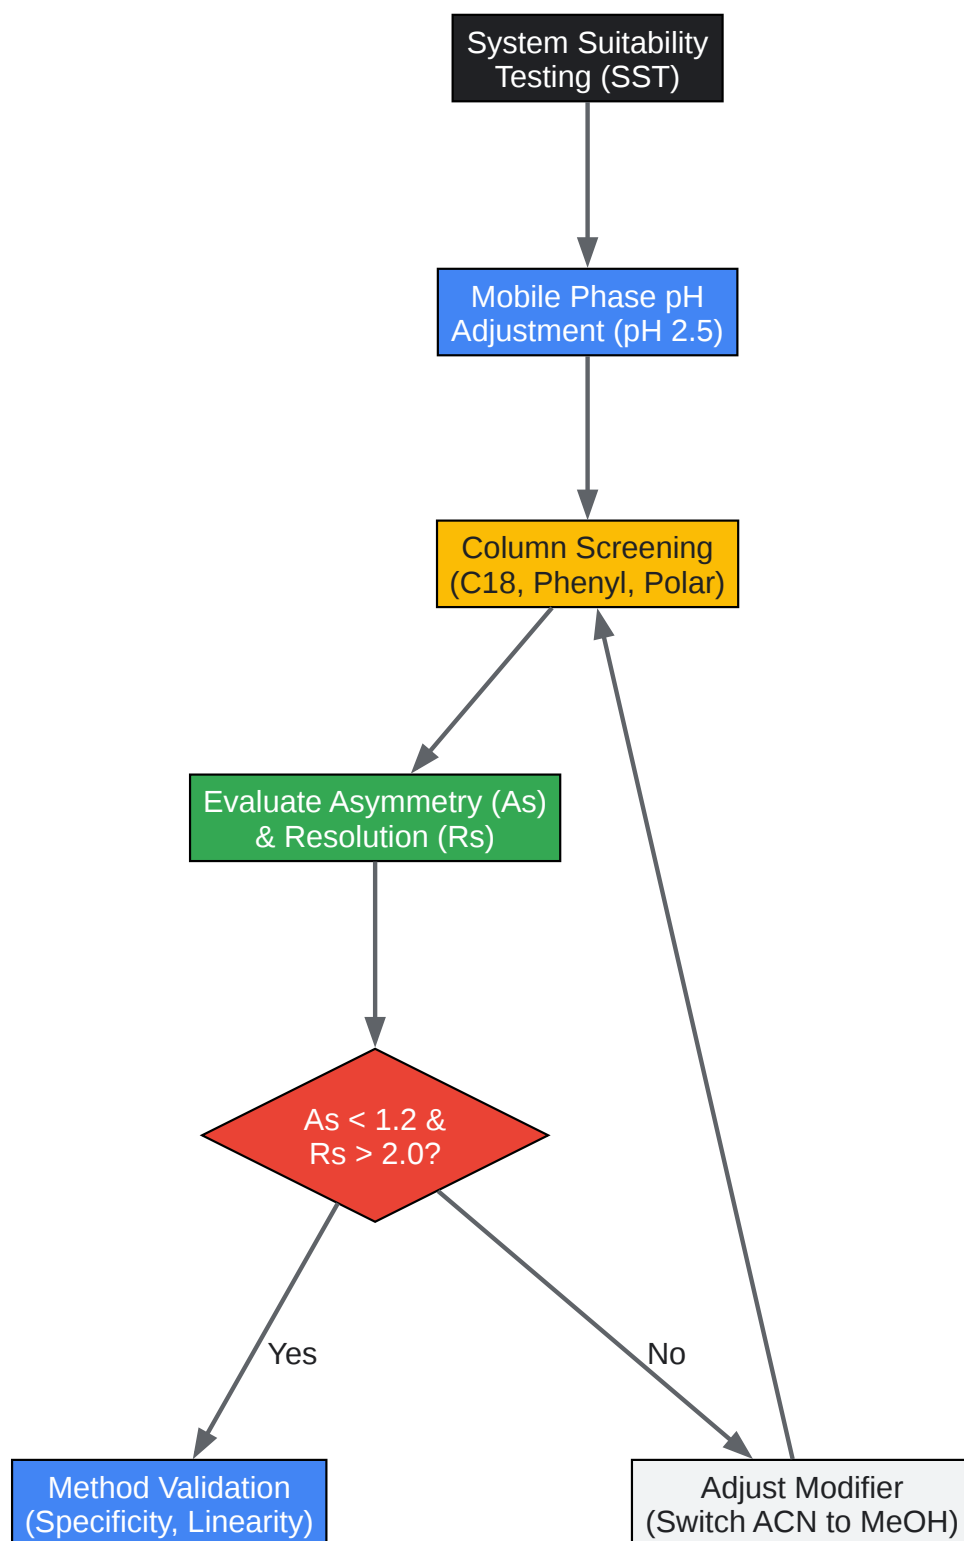 System Suitability
Testing (SST)
Mobile Phase pH
Adjustment (pH 2.5)
Column Screening
(C18, Phenyl, Polar)
Evaluate Asymmetry (As)
& Resolution (Rs)
As < 1.2 &
Rs > 2.0?
Yes
No
Method Validation
(Specificity, Linearity)
Adjust Modifier
(Switch ACN to MeOH)